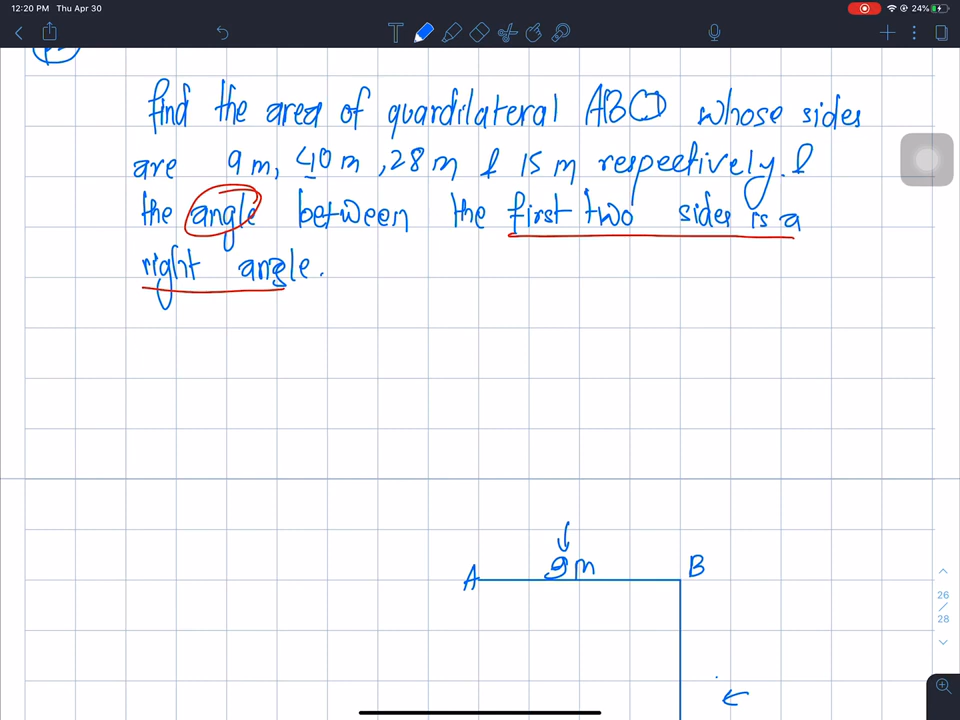 12:20 PM Thu Apr 30
24%
T
find the area of quardilateral ABCD whose sides
are 9 m, 40 m, 28 m & 15 m respectively. &
the angle between the first two sides is a
right angle.
9 m
A
B
26
/
28